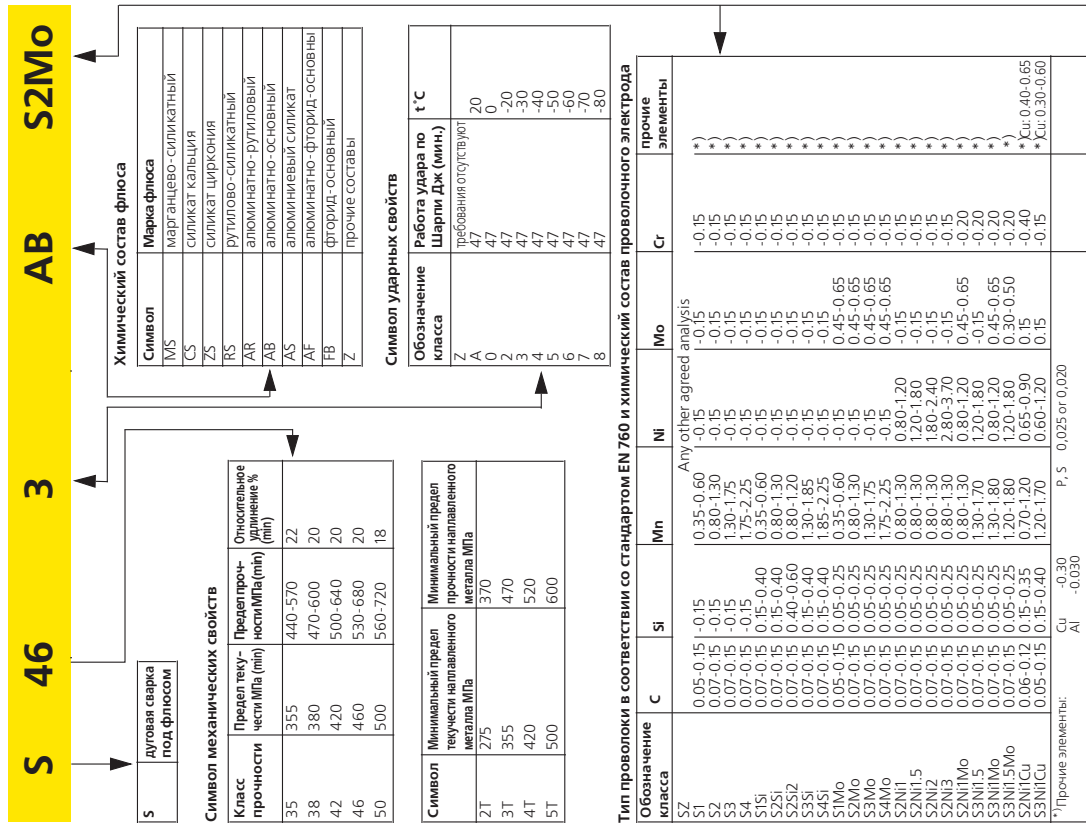 S 46 3 AB S2Mo
S дуговая сварка
под флюсом
Символ механических свойств
Класс прочности Предел теку-чести МПа (min) Предел проч-ности МПа (min) Относительное удлинение % (min)
35 355 440-570 22
38 380 470-600 20
42 420 500-640 20
46 460 530-680 20
50 500 560-720 18
Символ Минимальный предел текучести наплавленного металла МПа Минимальный предел прочности наплавленного металла МПа
2T 275 370
3T 355 470
4T 420 520
5T 500 600
Химический состав флюса
Символ Марка флюса
MS марганцево-силикатный
CS силикат кальция
ZS силикат циркония
RS рутилово-силикатный
AR алюминатно-рутиловый
AB алюминатно-основный
AS алюминиевый силикат
AF алюминатно-фторид-основны
FB фторид-основный
Z прочие составы
Символ ударных свойств
Обозначение класса Работа удара по Шарпи Дж (мин.) t˚C
Z требования отсутствуют
A 47 20
0 47 0
2 47 -20
3 47 -30
4 47 -40
5 47 -50
6 47 -60
7 47 -70
8 47 -80
Тип проволоки в соответствии со стандартом EN 760 и химический состав проволочного электрода
Обозначение класса C Si Mn Ni Mo Cr прочие элементы
SZ Any other agreed analysis
S1 0.05-0.15 -0.15 0.35-0.60 -0.15 -0.15 -0.15 *)
S2 0.07-0.15 -0.15 0.80-1.30 -0.15 -0.15 -0.15 *)
S3 0.07-0.15 -0.15 1.30-1.75 -0.15 -0.15 -0.15 *)
S4 0.07-0.15 -0.15 1.75-2.25 -0.15 -0.15 -0.15 *)
S1Si 0.07-0.15 0.15-0.40 0.35-0.60 -0.15 -0.15 -0.15 *)
S2Si 0.07-0.15 0.15-0.40 0.80-1.30 -0.15 -0.15 -0.15 *)
S2Si2 0.07-0.15 0.40-0.60 0.80-1.20 -0.15 -0.15 -0.15 *)
S3Si 0.07-0.15 0.15-0.40 1.30-1.85 -0.15 -0.15 -0.15 *)
S4Si 0.07-0.15 0.15-0.40 1.85-2.25 -0.15 -0.15 -0.15 *)
S1Mo 0.05-0.15 0.05-0.25 0.35-0.60 -0.15 0.45-0.65 -0.15 *)
S2Mo 0.07-0.15 0.05-0.25 0.80-1.30 -0.15 0.45-0.65 -0.15 *)
S3Mo 0.07-0.15 0.05-0.25 1.30-1.75 -0.15 0.45-0.65 -0.15 *)
S4Mo 0.07-0.15 0.05-0.25 1.75-2.25 -0.15 0.45-0.65 -0.15 *)
S2Ni1 0.07-0.15 0.05-0.25 0.80-1.30 0.80-1.20 -0.15 -0.15 *)
S2Ni1.5 0.07-0.15 0.05-0.25 0.80-1.30 1.20-1.80 -0.15 -0.15 *)
S2Ni2 0.07-0.15 0.05-0.25 0.80-1.30 1.80-2.40 -0.15 -0.15 *)
S2Ni3 0.07-0.15 0.05-0.25 0.80-1.30 2.80-3.70 -0.15 -0.15 *)
S2Ni1Mo 0.07-0.15 0.05-0.25 0.80-1.30 0.80-1.20 0.45-0.65 -0.20 *)
S3Ni1.5 0.07-0.15 0.05-0.25 1.30-1.70 1.20-1.80 -0.15 -0.20 *)
S3Ni1Mo 0.07-0.15 0.05-0.25 1.30-1.80 0.80-1.20 0.45-0.65 -0.20 *)
S3Ni1.5Mo 0.07-0.15 0.05-0.25 1.20-1.80 1.20-1.80 0.30-0.50 -0.20 *)
S2Ni1Cu 0.06-0.12 0.15-0.35 0.70-1.20 0.65-0.90 0.15 -0.40 *) Cu: 0.40-0.65
S3Ni1Cu 0.05-0.15 0.15-0.40 1.20-1.70 0.60-1.20 0.15 -0.15 *) Cu: 0.30-0.60
*) Прочие элементы: Cu -0.30 P, S 0,025 or 0,020
Al -0.030